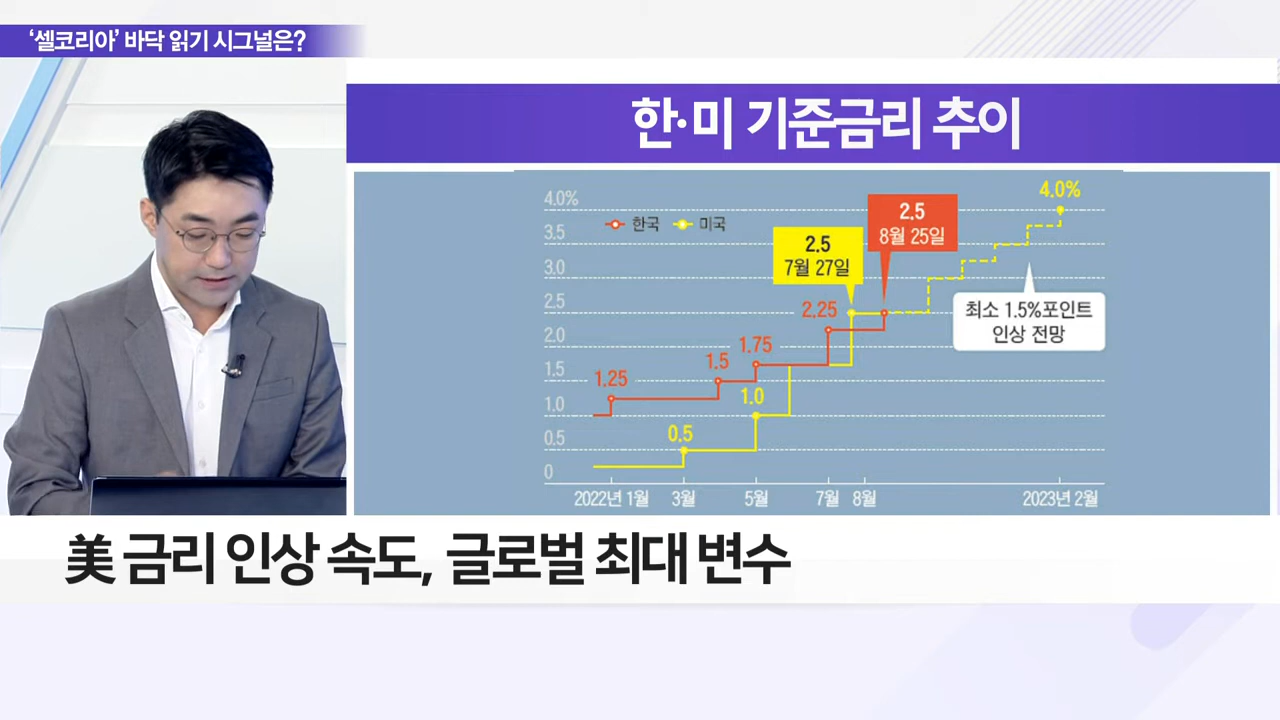 ‘셀코리아’ 바닥 읽기 시그널은?
한·미 기준금리 추이
4.0%
3.5
3.0
2.5
2.0
1.5
1.0
0.5
0
한국 미국
1.25
1.5
1.75
2.25
0.5
1.0
2.5
7월 27일
2.5
8월 25일
4.0%
최소 1.5%포인트
인상 전망
2022년 1월 3월 5월 7월 8월 2023년 2월
美 금리 인상 속도, 글로벌 최대 변수